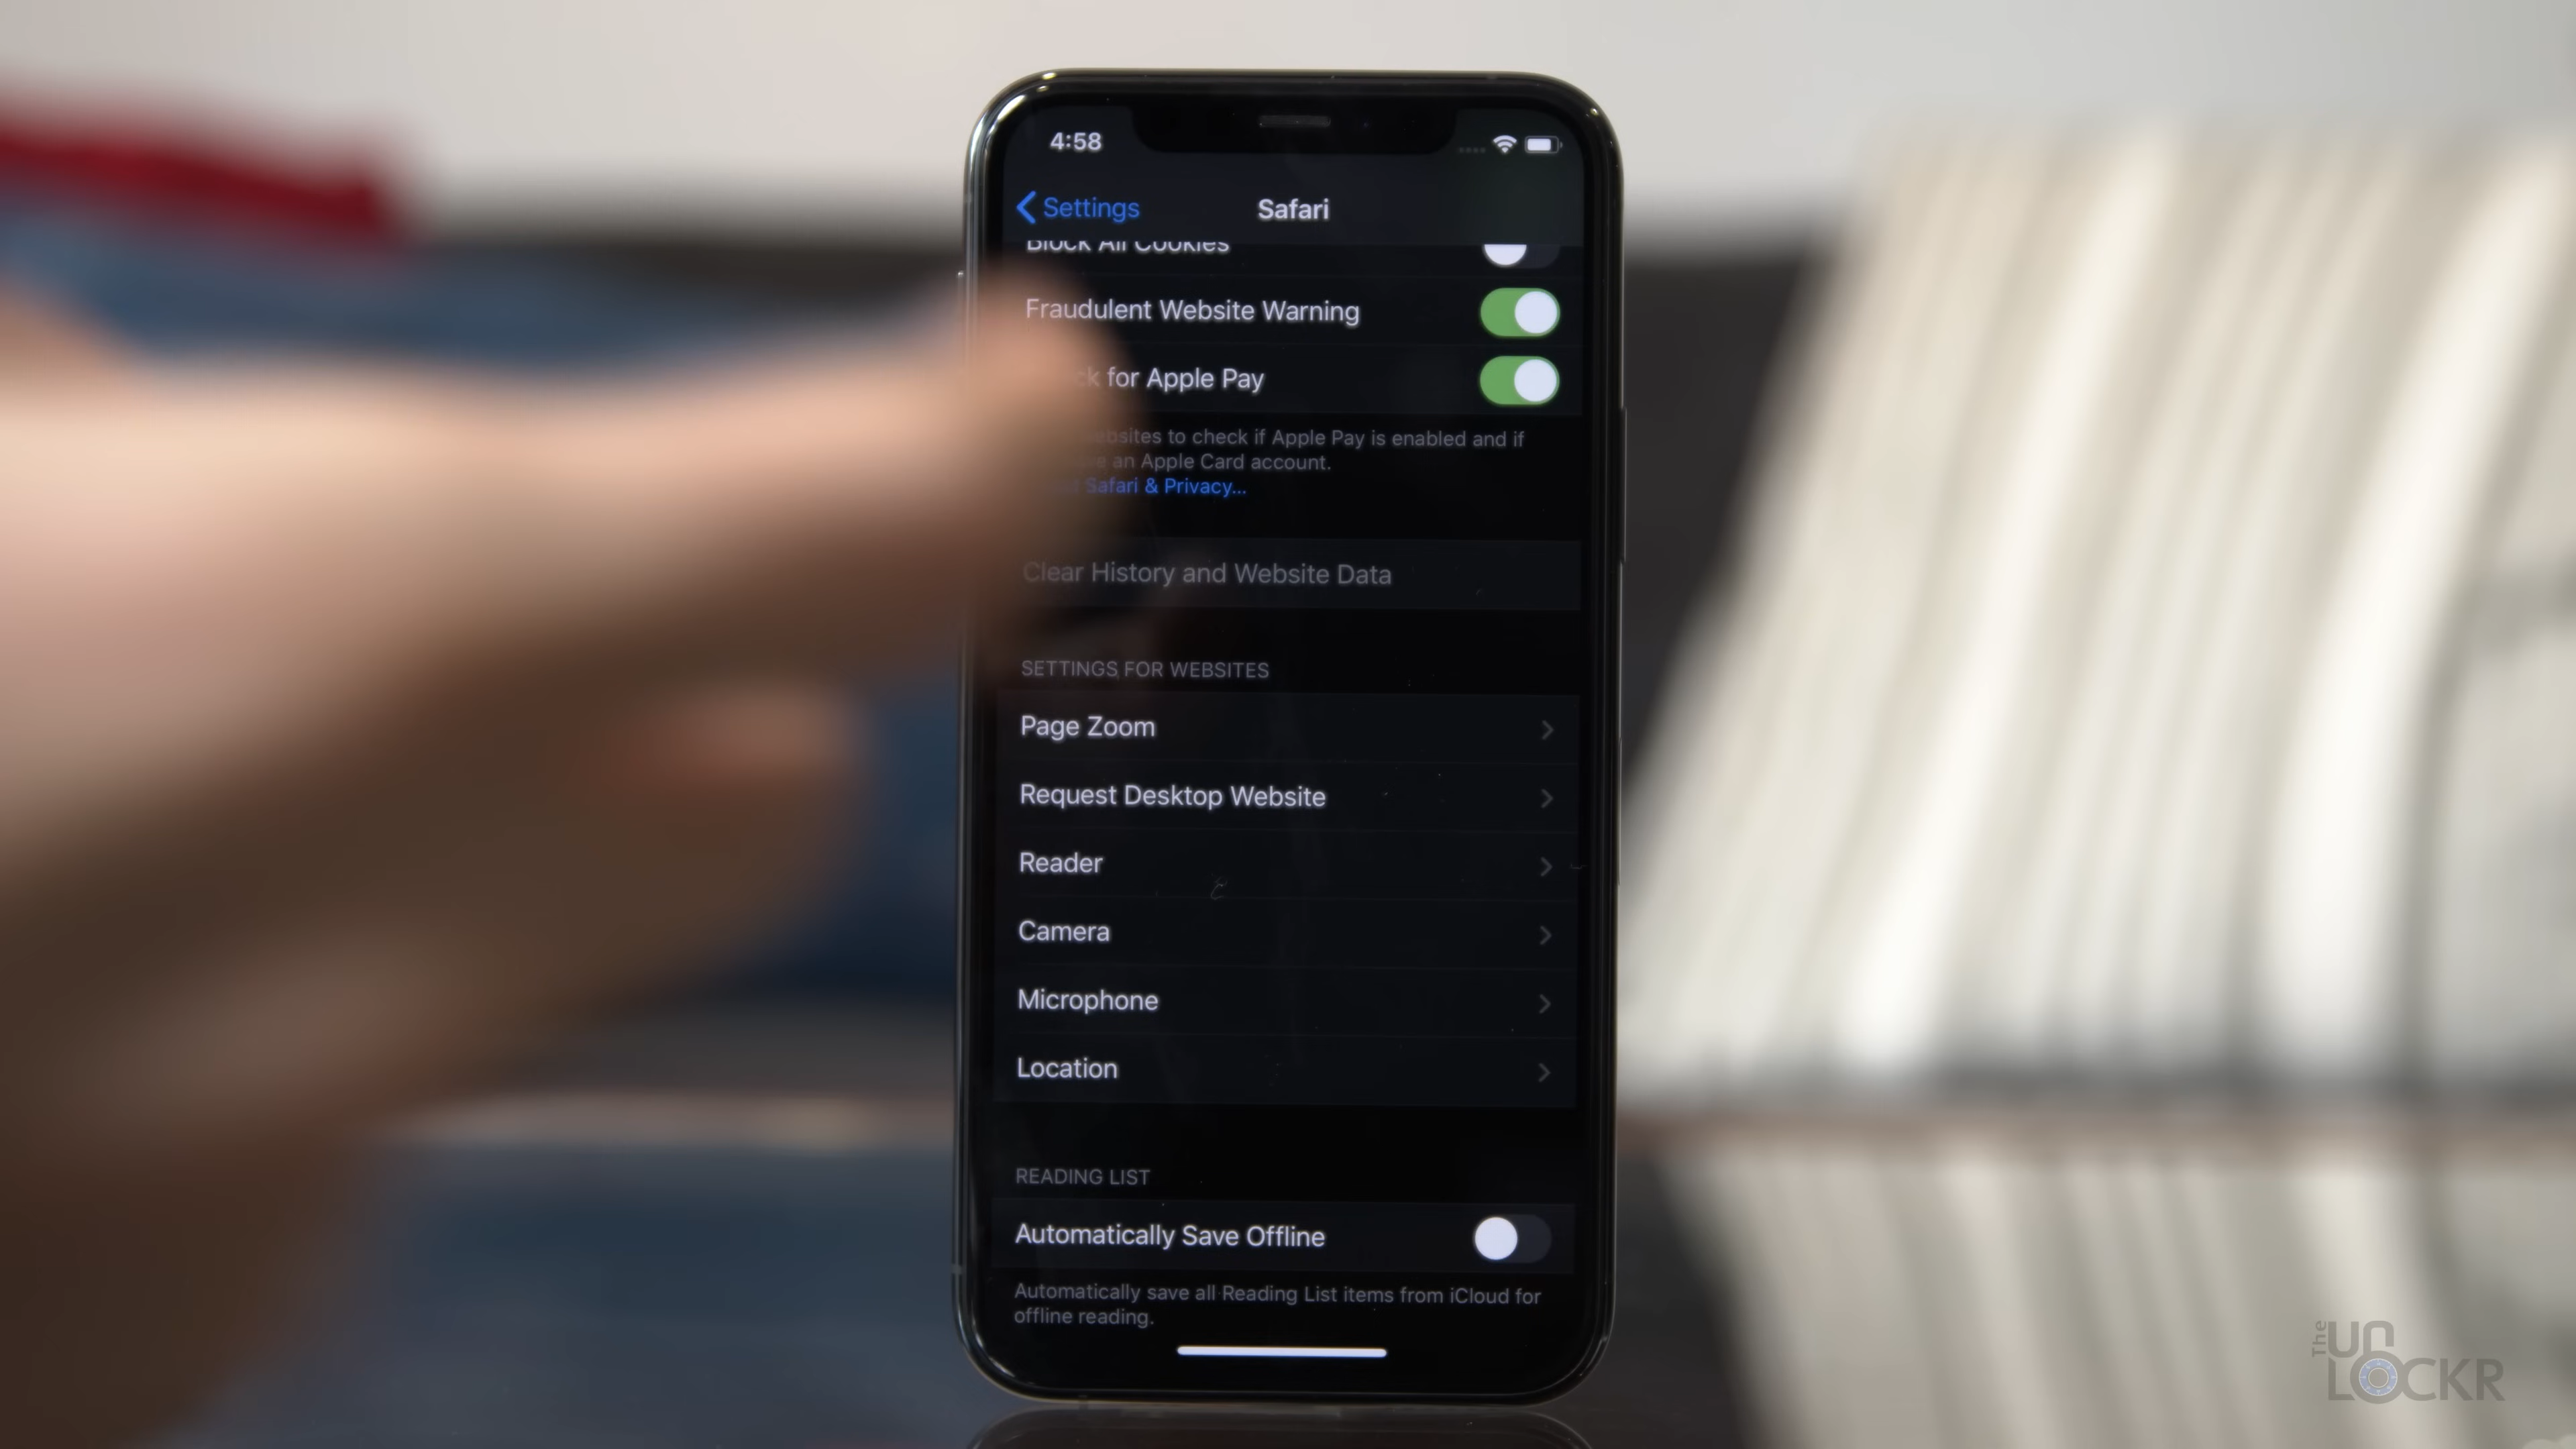 4:58
Settings
Safari
Block All Cookies
Fraudulent Website Warning
for Apple Pay
to check if Apple Pay is enabled and if
an Apple Card account.
Safari & Privacy...
Clear History and Website Data
SETTINGS FOR WEBSITES
Page Zoom
Request Desktop Website
Reader
Camera
Microphone
Location
READING LIST
Automatically Save Offline
Automatically save all Reading List items from iCloud for
offline reading.
The
UNLOCKR